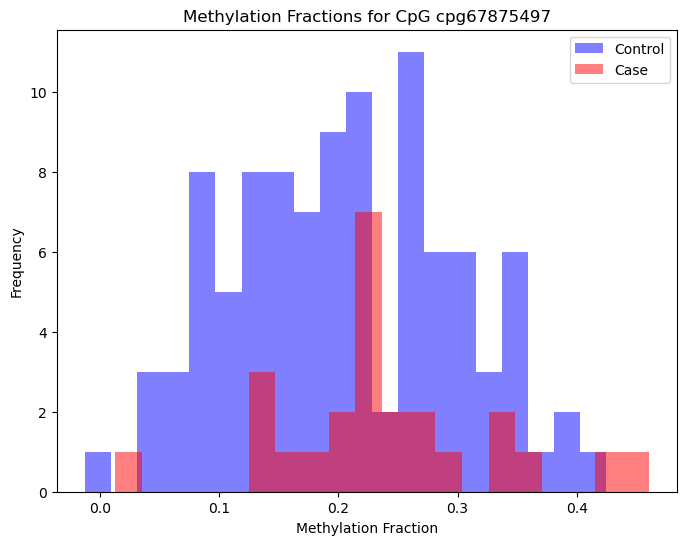 Methylation Fractions for CpG cpg67875497
Control
Case
Frequency
10
8
6
4
2
0
0.0 0.1 0.2 0.3 0.4
Methylation Fraction